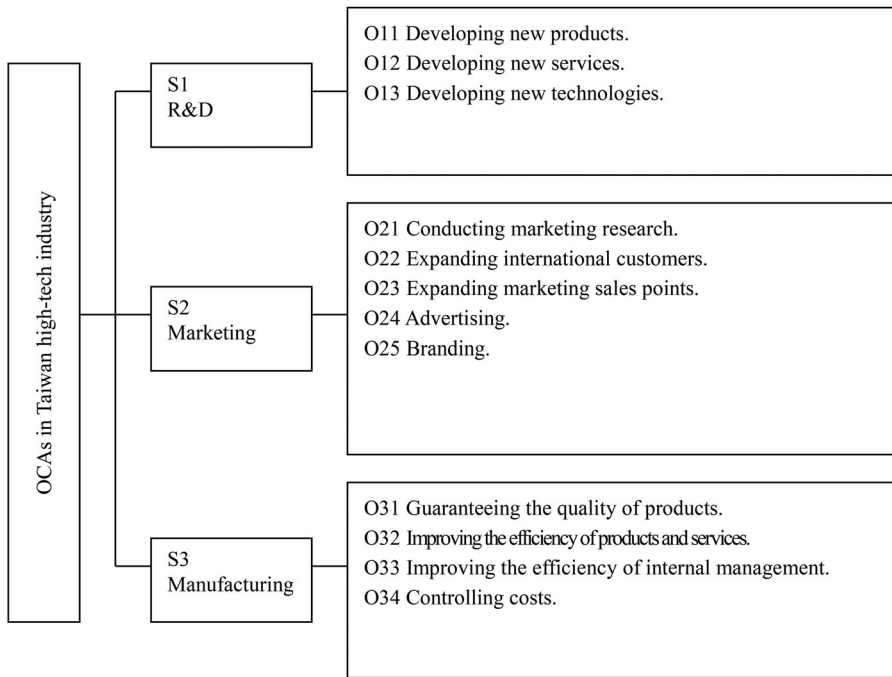 OCAs in Taiwan high-tech industry
S1
R&D
O11 Developing new products.
O12 Developing new services.
O13 Developing new technologies.
S2
Marketing
O21 Conducting marketing research.
O22 Expanding international customers.
O23 Expanding marketing sales points.
O24 Advertising.
O25 Branding.
S3
Manufacturing
O31 Guaranteeing the quality of products.
O32 Improving the efficiency of products and services.
O33 Improving the efficiency of internal management.
O34 Controlling costs.